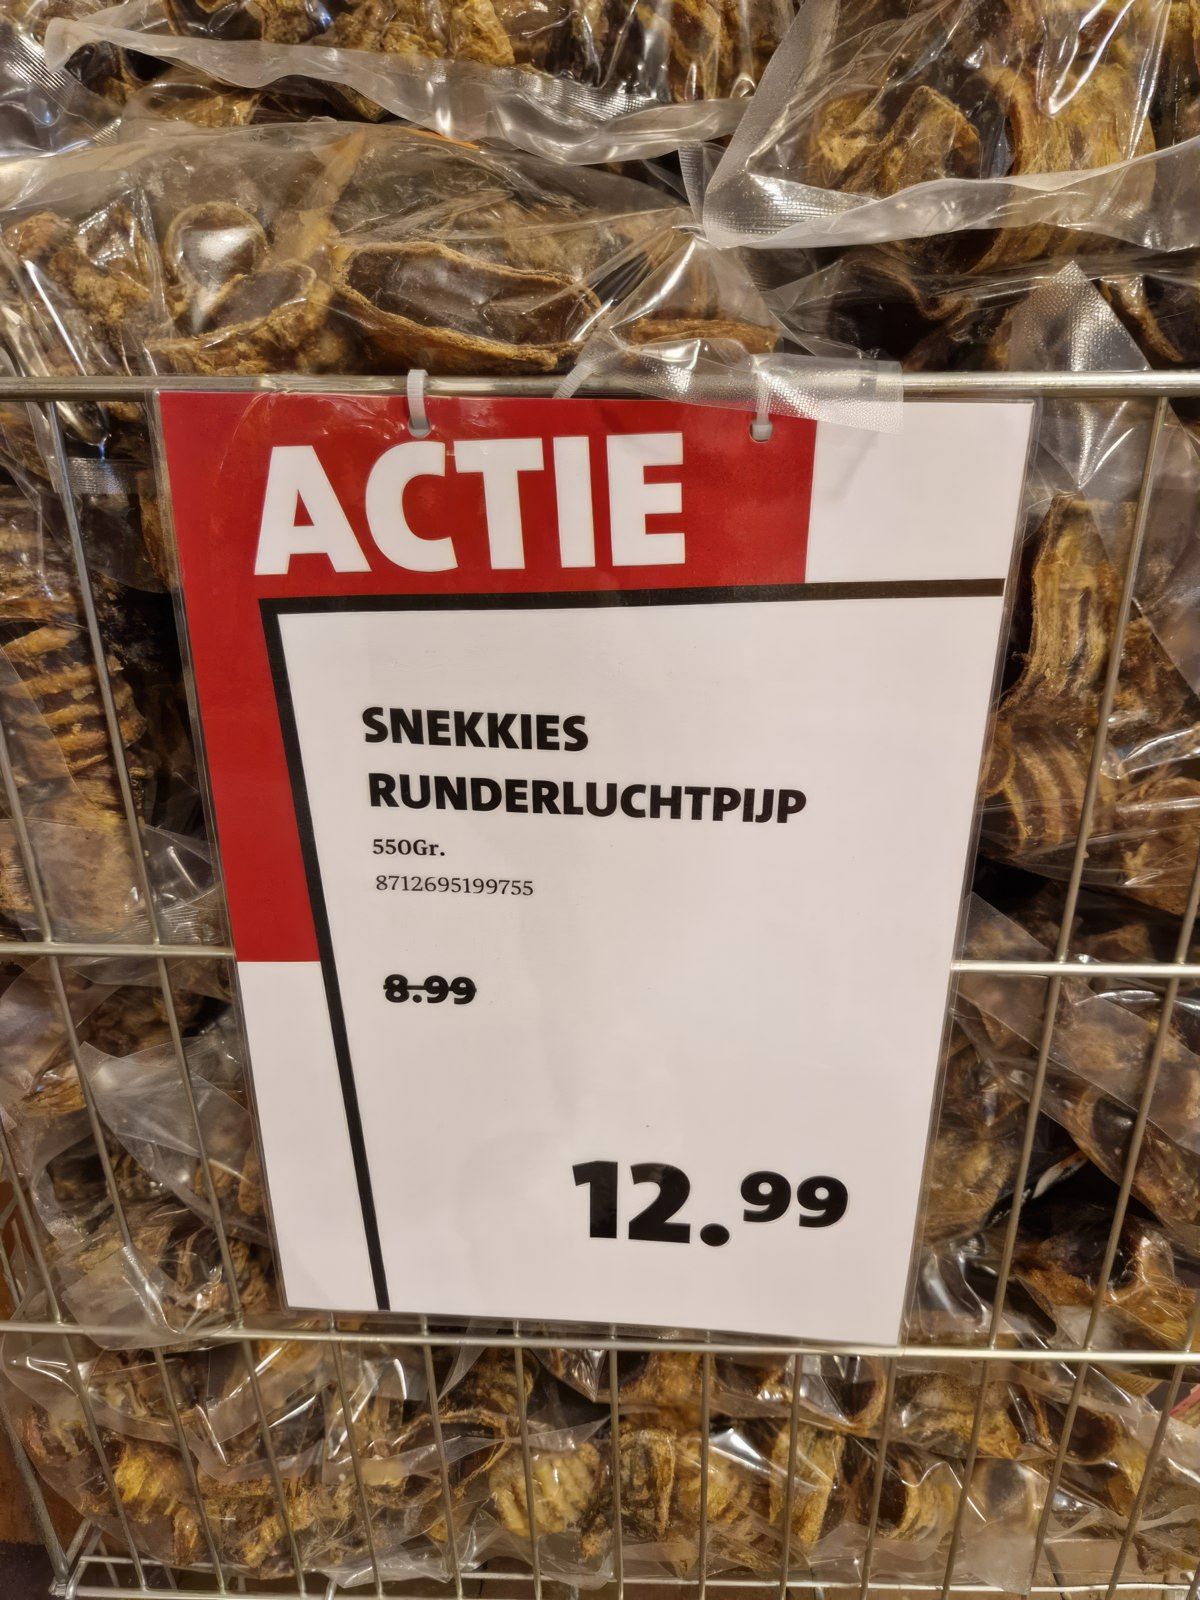 ACTIE
SNEKKIES
RUNDERLUCHTPIJP
550Gr.
8712695199755
8.99
12.99